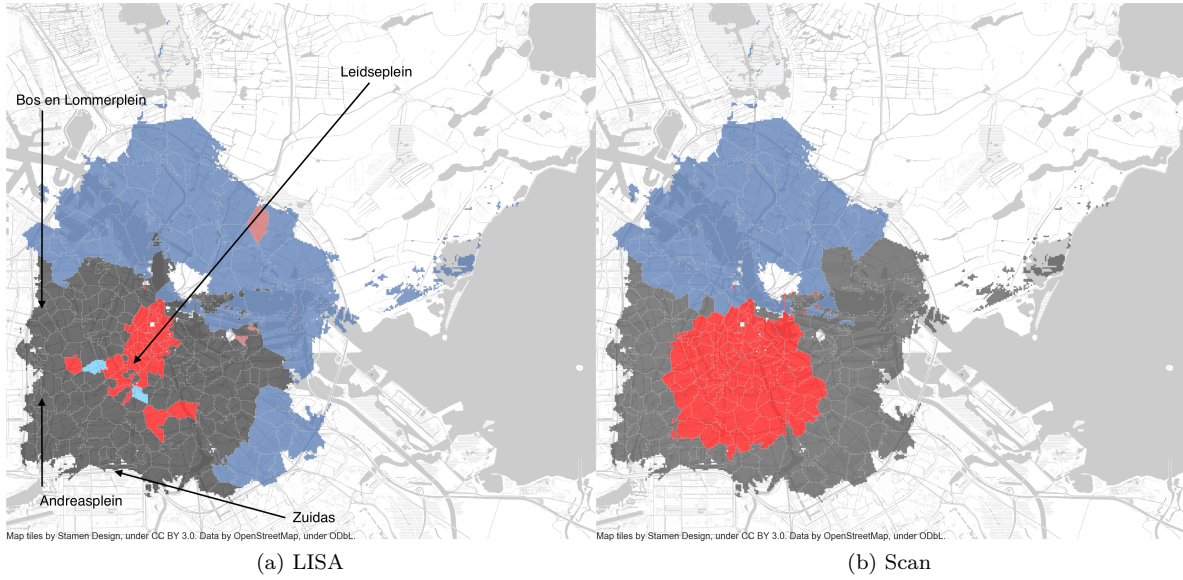 Leidseplein
Bos en Lommerplein
Andreasplein
Zuidas
Map tiles by Stamen Design, under CC BY 3.0. Data by OpenStreetMap, under ODbL.
Map tiles by Stamen Design, under CC BY 3.0. Data by OpenStreetMap, under ODbL.
(a) LISA
(b) Scan